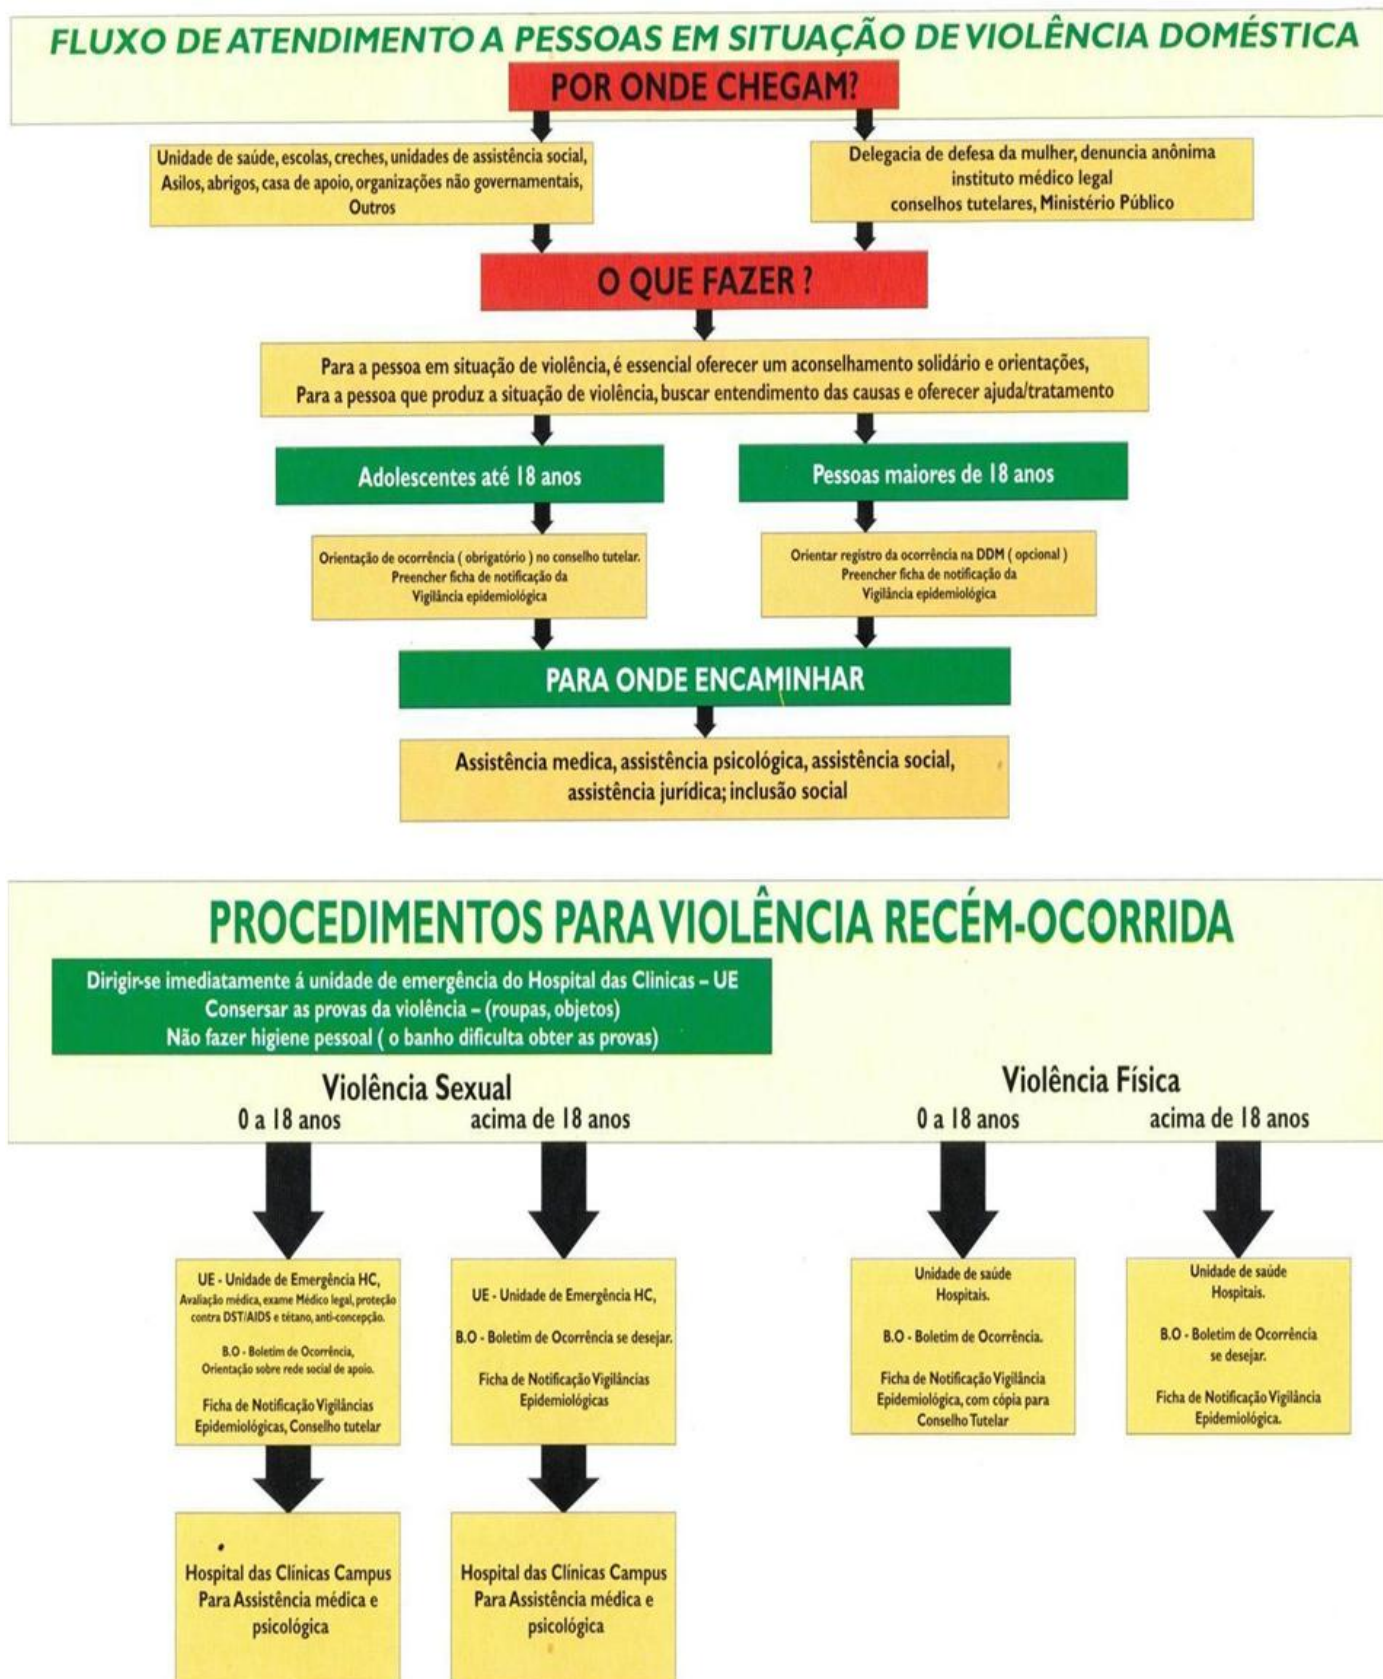 FLUXO DE ATENDIMENTO A PESSOAS EM SITUAÇÃO DE VIOLÊNCIA DOMÉSTICA
POR ONDE CHEGAM?
Unidade de saúde, escolas, creches, unidades de assistência social,
Asilos, abrigos, casa de apoio, organizações não governamentais,
Outros
Delegacia de defesa da mulher, denuncia anônima
instituto médico legal
conselhos tutelares, Ministério Público
O QUE FAZER ?
Para a pessoa em situação de violência, é essencial oferecer um aconselhamento solidário e orientações,
Para a pessoa que produz a situação de violência, buscar entendimento das causas e oferecer ajuda/tratamento
Adolescentes até 18 anos
Pessoas maiores de 18 anos
Orientação de ocorrência ( obrigatório ) no conselho tutelar.
Preencher ficha de notificação da
Vigilância epidemiológica
Orientar registro da ocorrência na DDM ( opcional )
Preencher ficha de notificação da
Vigilância epidemiológica
PARA ONDE ENCAMINHAR
Assistência medica, assistência psicológica, assistência social,
assistência jurídica; inclusão social
PROCEDIMENTOS PARA VIOLÊNCIA RECÉM-OCORRIDA
Dirigir-se imediatamente á unidade de emergência do Hospital das Clinicas – UE
Consersar as provas da violência – (roupas, objetos)
Não fazer higiene pessoal ( o banho dificulta obter as provas)
Violência Sexual
0 a 18 anos
acima de 18 anos
Violência Física
0 a 18 anos
acima de 18 anos
UE - Unidade de Emergência HC,
Avaliação médica, exame Médico legal, proteção
contra DST/AIDS e tétano, anti-concepção.
B.O - Boletim de Ocorrência,
Orientação sobre rede social de apoio.
Ficha de Notificação Vigilâncias
Epidemiológicas, Conselho tutelar
UE - Unidade de Emergência HC,
B.O - Boletim de Ocorrência se desejar.
Ficha de Notificação Vigilâncias
Epidemiológicas
Unidade de saúde
Hospitais.
B.O - Boletim de Ocorrência.
Ficha de Notificação Vigilância
Epidemiológica, com cópia para
Conselho Tutelar
Unidade de saúde
Hospitais.
B.O - Boletim de Ocorrência
se desejar.
Ficha de Notificação Vigilância
Epidemiológica.
Hospital das Clínicas Campus
Para Assistência médica e
psicológica
Hospital das Clínicas Campus
Para Assistência médica e
psicológica